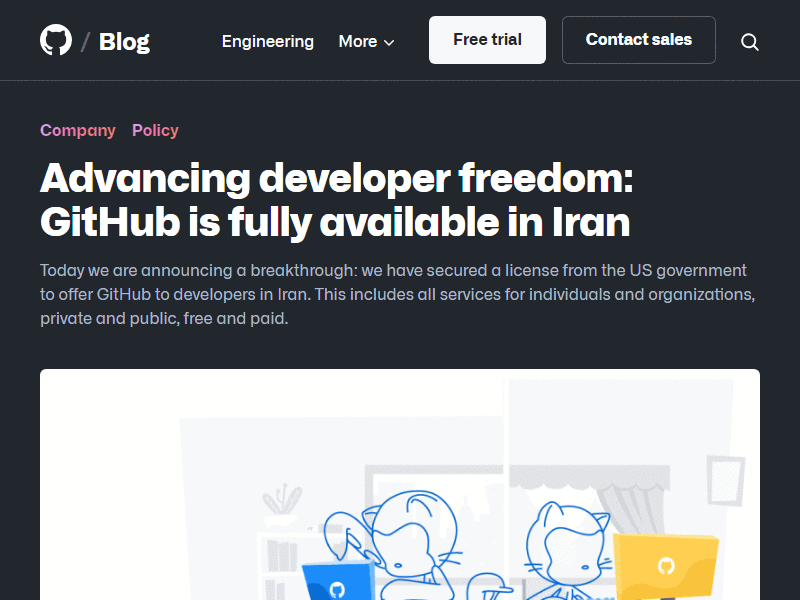 / Blog Engineering More Free trial Contact sales
Company Policy
Advancing developer freedom:
GitHub is fully available in Iran
Today we are announcing a breakthrough: we have secured a license from the US government
to offer GitHub to developers in Iran. This includes all services for individuals and organizations,
private and public, free and paid.